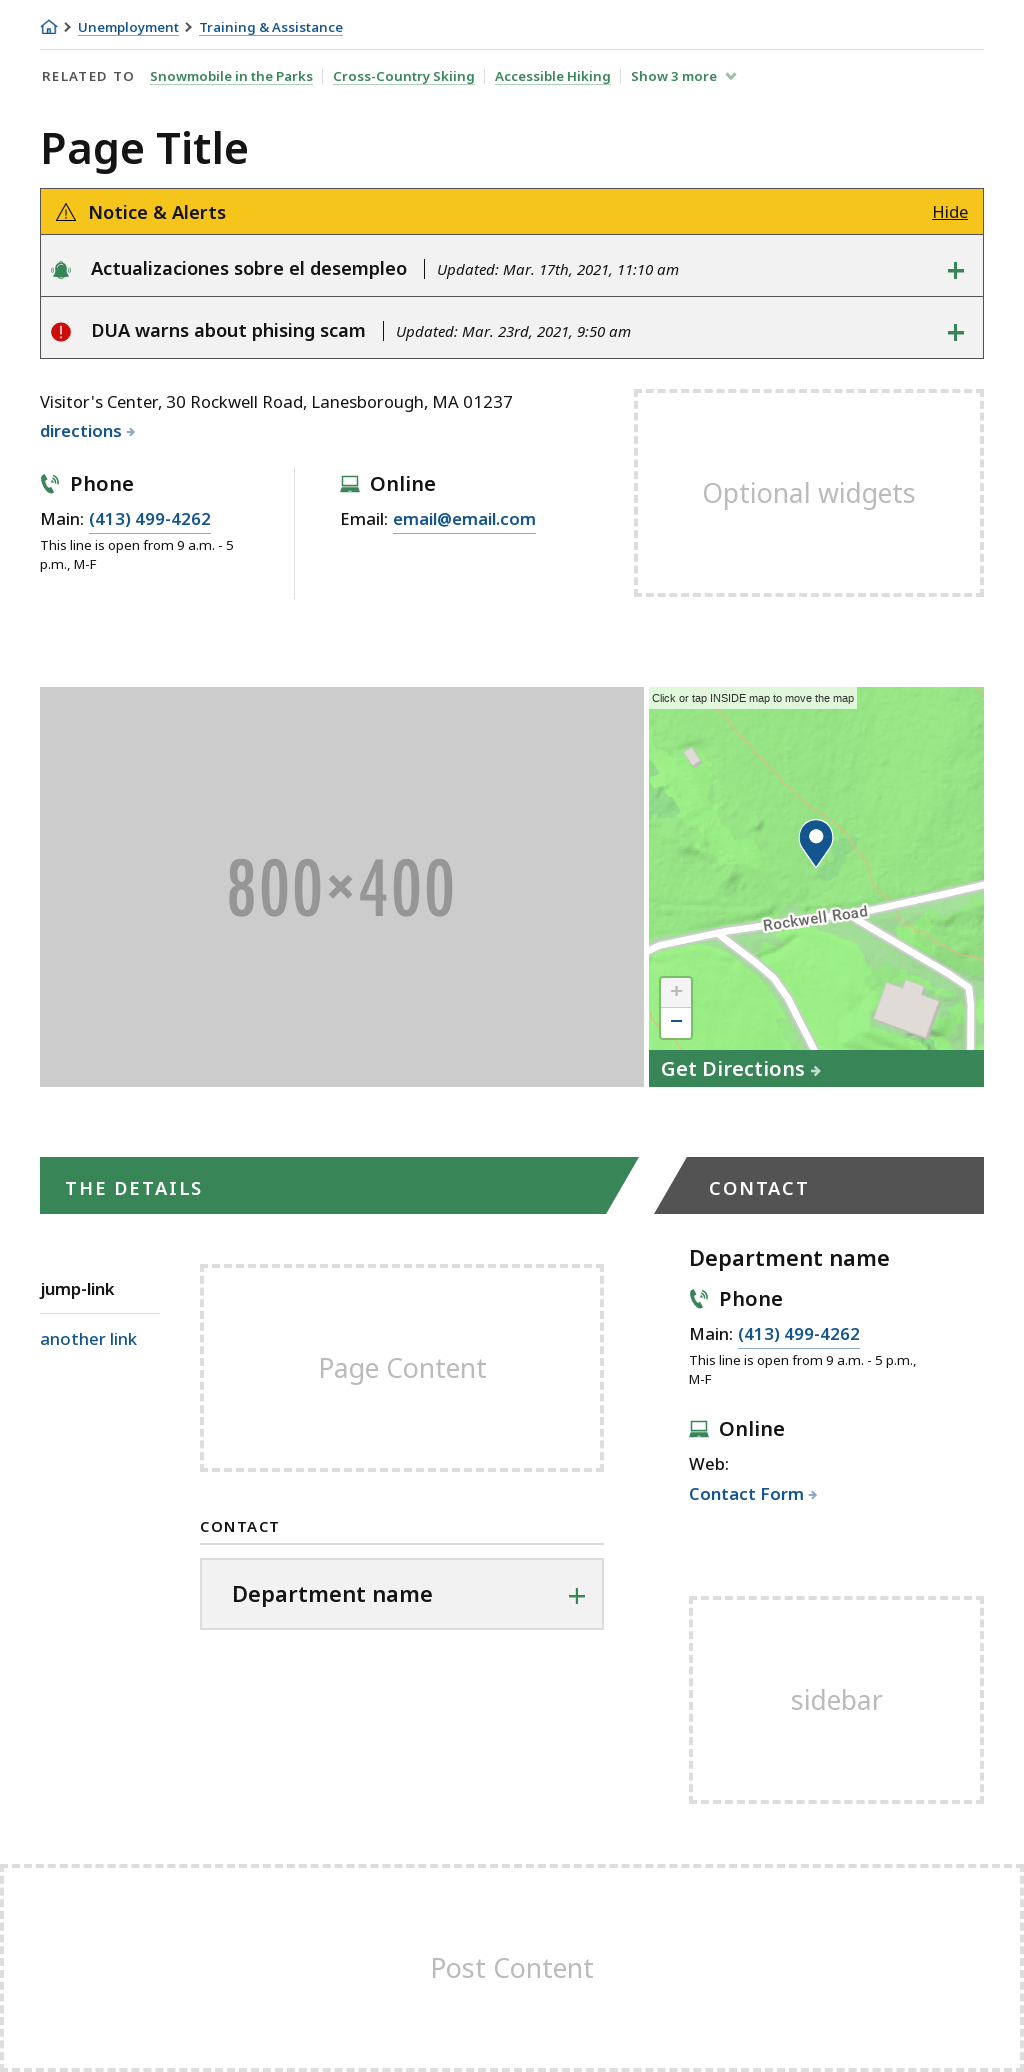 Unemployment Training & Assistance
RELATED TO Snowmobile in the Parks Cross-Country Skiing Accessible Hiking Show 3 more
Page Title
Notice & Alerts Hide
Actualizaciones sobre el desempleo Updated: Mar. 17th, 2021, 11:10 am
DUA warns about phising scam Updated: Mar. 23rd, 2021, 9:50 am
Visitor's Center, 30 Rockwell Road, Lanesborough, MA 01237
directions
Phone
Main: (413) 499-4262
This line is open from 9 a.m. - 5
p.m., M-F
Online
Email: email@email.com
Optional widgets
800×400
Click or tap INSIDE map to move the map
Rockwell Road
+
−
Get Directions
THE DETAILS
jump-link
another link
Page Content
CONTACT
Department name
CONTACT
Department name
Phone
Main: (413) 499-4262
This line is open from 9 a.m. - 5 p.m.,
M-F
Online
Web:
Contact Form
sidebar
Post Content